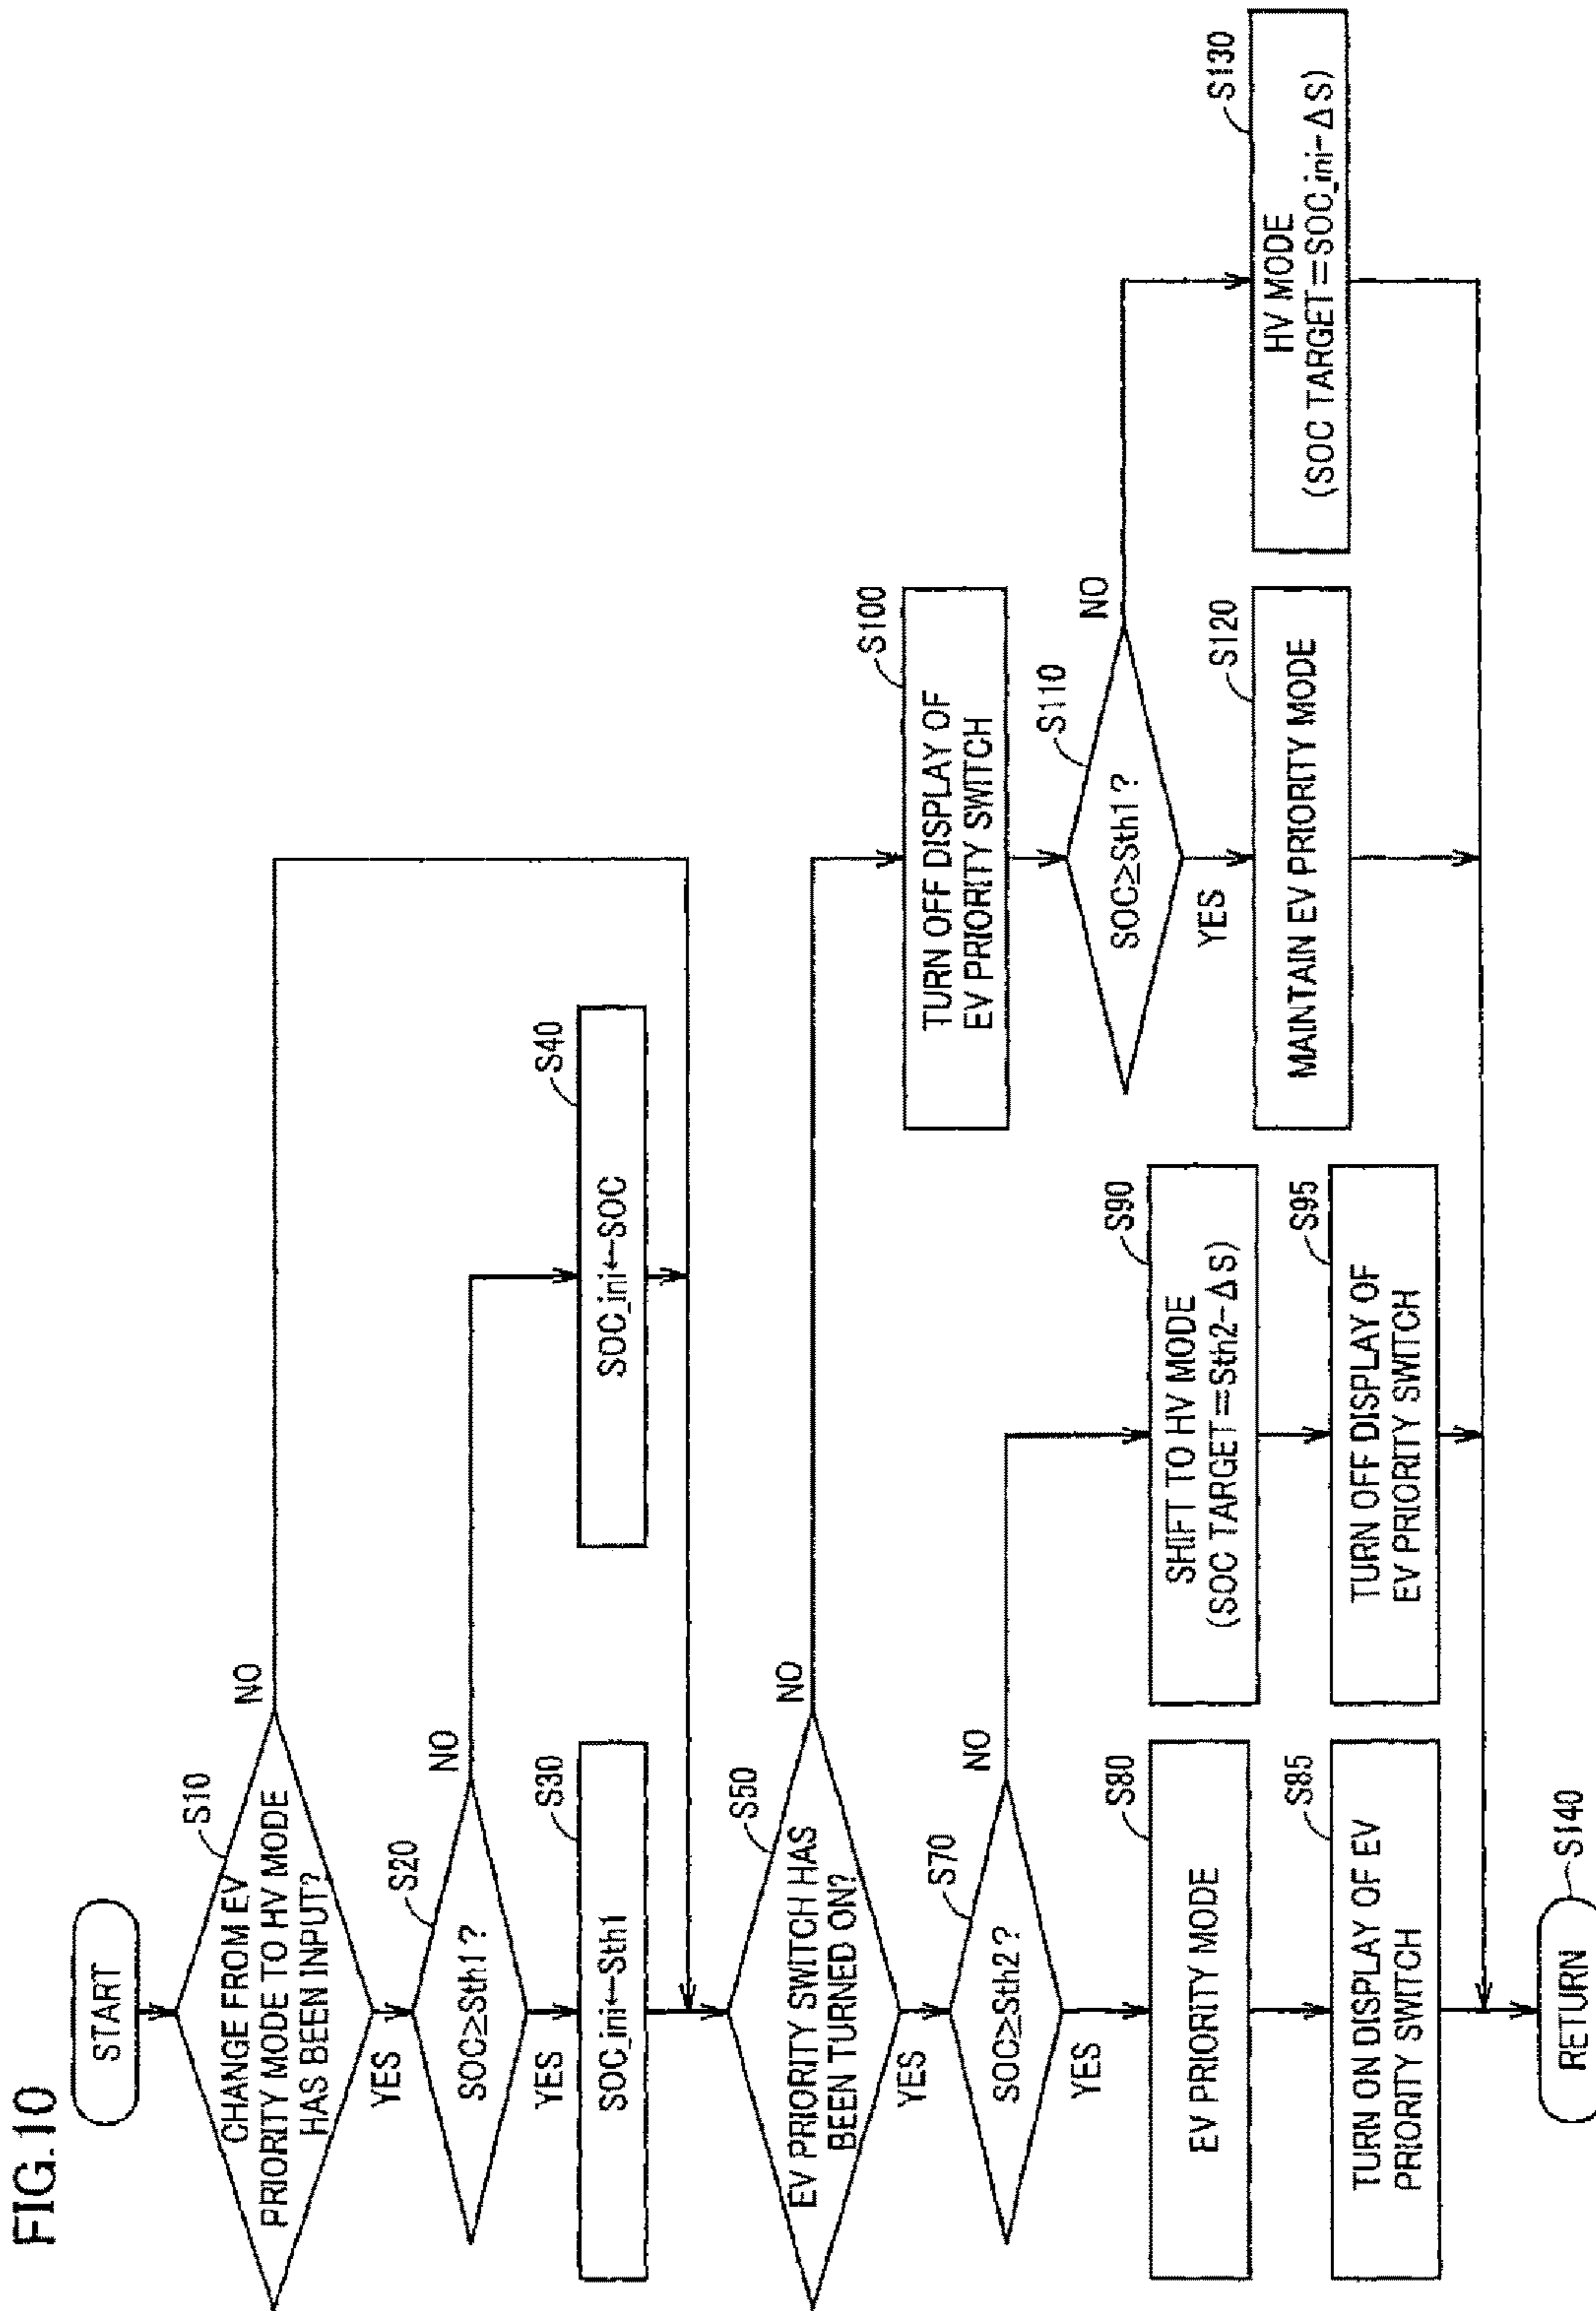 FIG.10
START
S10
CHANGE FROM EV
PRIORITY MODE TO HV MODE
HAS BEEN INPUT?
NO
YES
S20
SOC≥Sth1?
NO
YES
S30
SOC_ini←Sth1
S40
SOC_ini←SOC
S50
EV PRIORITY SWITCH HAS
BEEN TURNED ON?
NO
YES
S70
SOC≥Sth2?
NO
YES
S80
EV PRIORITY MODE
S85
TURN ON DISPLAY OF EV
PRIORITY SWITCH
S90
SHIFT TO HV MODE
(SOC TARGET=Sth2-ΔS)
S95
TURN OFF DISPLAY OF
EV PRIORITY SWITCH
S100
TURN OFF DISPLAY OF
EV PRIORITY SWITCH
S110
SOC≥Sth1?
NO
YES
S120
MAINTAIN EV PRIORITY MODE
S130
HV MODE
(SOC TARGET=SOC_ini-ΔS)
S140
RETURN